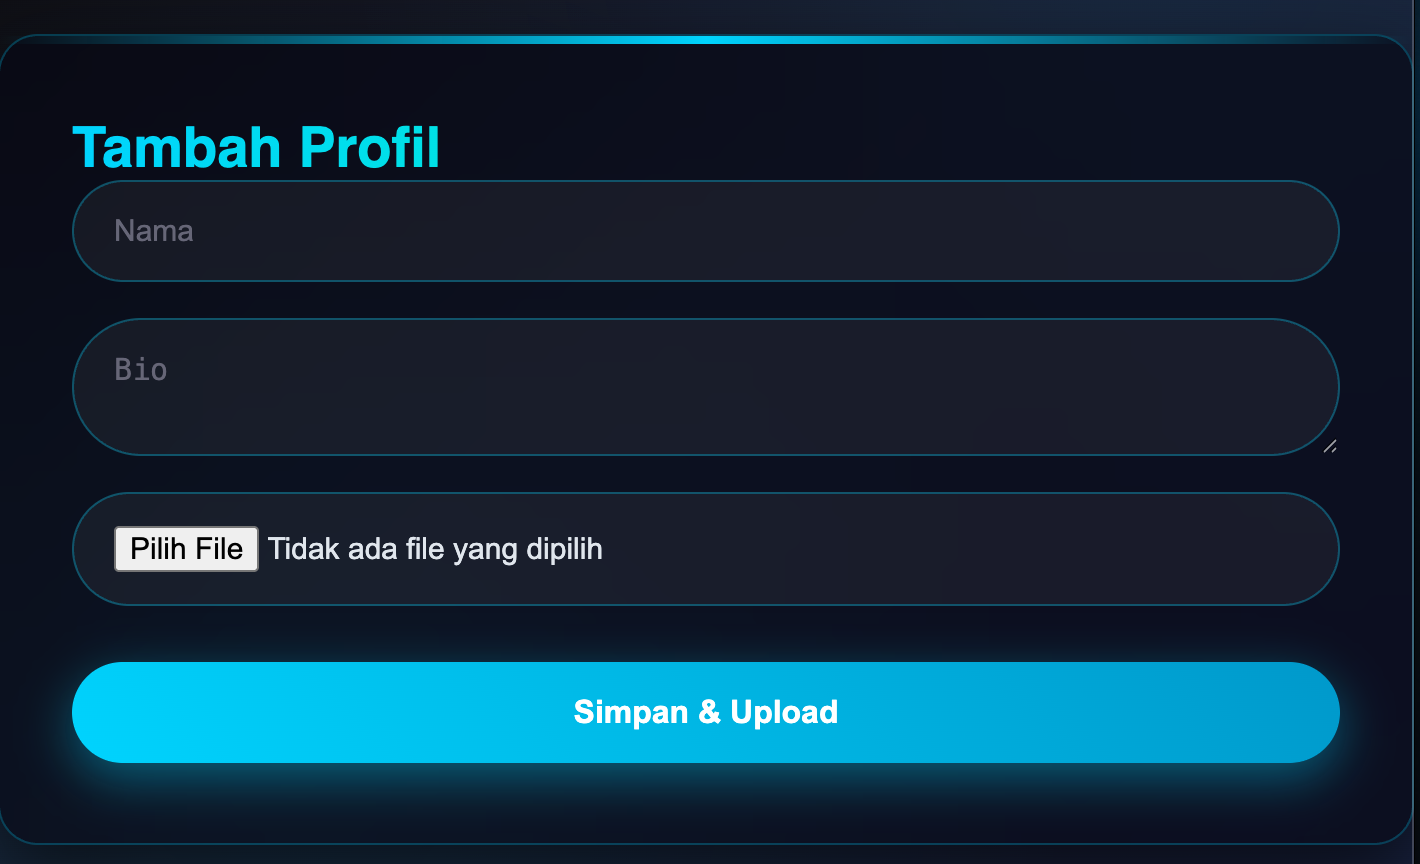 Tambah Profil
Nama
Bio
Pilih File Tidak ada file yang dipilih
Simpan & Upload